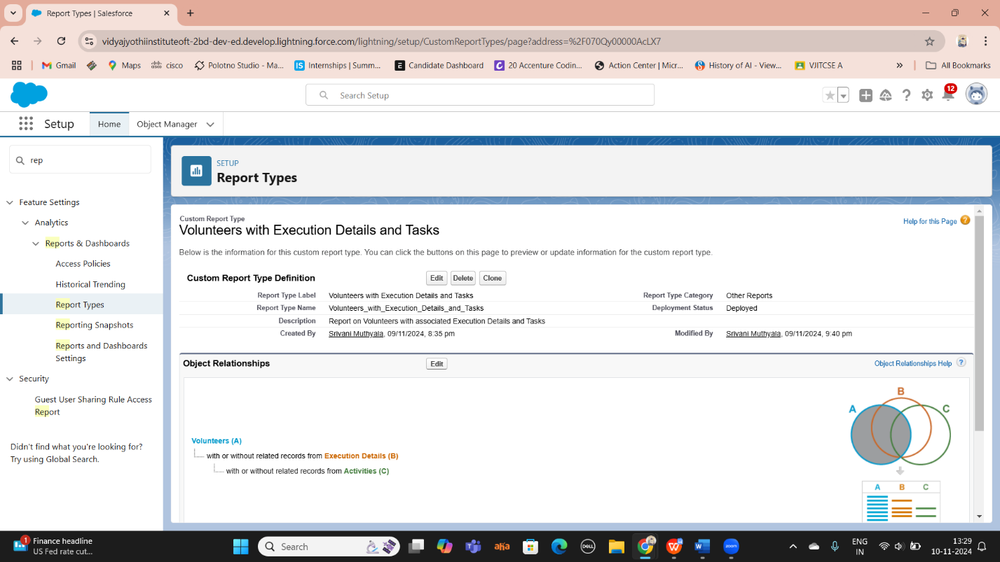 Report Types | Salesforce
vidyajyothiinstituteoft-2bd-dev-ed.develop.lightning.force.com/lightning/setup/CustomReportTypes/page?address=%2F070Qy00000AcLX7
Gmail Maps cisco Polotno Studio - Ma... Internships | Summ... Candidate Dashboard 20 Accenture Codin... Action Center | Micr... History of AI - View... VJITCSE A » All Bookmarks
Search Setup
12
Setup Home Object Manager
rep
Feature Settings
Analytics
Reports & Dashboards
Access Policies
Historical Trending
Report Types
Reporting Snapshots
Reports and Dashboards
Settings
Security
Guest User Sharing Rule Access
Report
Didn't find what you're looking for?
Try using Global Search.
SETUP
Report Types
Custom Report Type
Volunteers with Execution Details and Tasks
Help for this Page
Below is the information for this custom report type. You can click the buttons on this page to preview or update information for the custom report type.
Custom Report Type Definition Edit Delete Clone
Report Type Label Volunteers with Execution Details and Tasks Report Type Category Other Reports
Report Type Name Volunteers_with_Execution_Details_and_Tasks Deployment Status Deployed
Description Report on Volunteers with associated Execution Details and Tasks
Created By Srivani Muthyala, 09/11/2024, 8:35 pm Modified By Srivani Muthyala, 09/11/2024, 9:40 pm
Object Relationships Edit Object Relationships Help ?
Volunteers (A)
with or without related records from Execution Details (B)
with or without related records from Activities (C)
B
A C
A B C
1 Finance headline
US Fed rate cut...
Search
aha
DELL
zoom
ENG
IN
13:29
10-11-2024